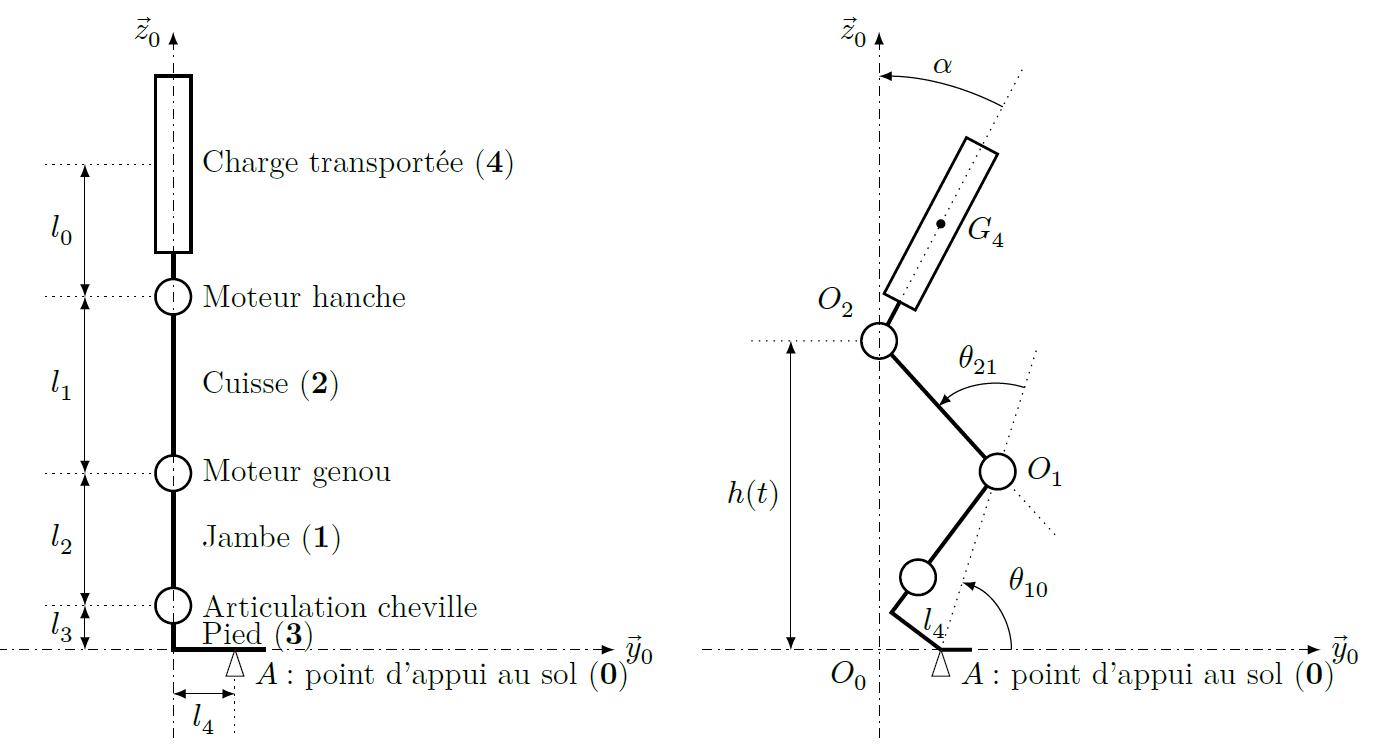 z⃗₀
Charge transportée (4)
l₀
Moteur hanche
l₁
Cuisse (2)
Moteur genou
l₂
Jambe (1)
Articulation cheville
l₃
Pied (3)
y⃗₀
A : point d'appui au sol (0)
l₄
z⃗₀
α
G₄
O₂
θ₂₁
O₁
h(t)
θ₁₀
l₄
y⃗₀
O₀
A : point d'appui au sol (0)